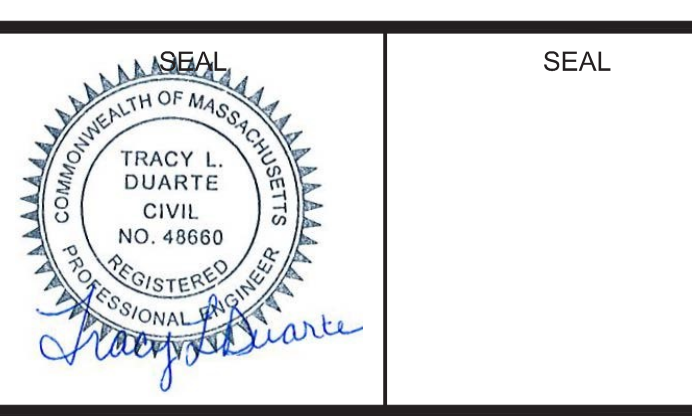 SEAL
COMMONWEALTH OF MASSACHUSETTS
TRACY L.
DUARTE
CIVIL
NO. 48660
REGISTERED
PROFESSIONAL ENGINEER
Tracy L Duarte
SEAL